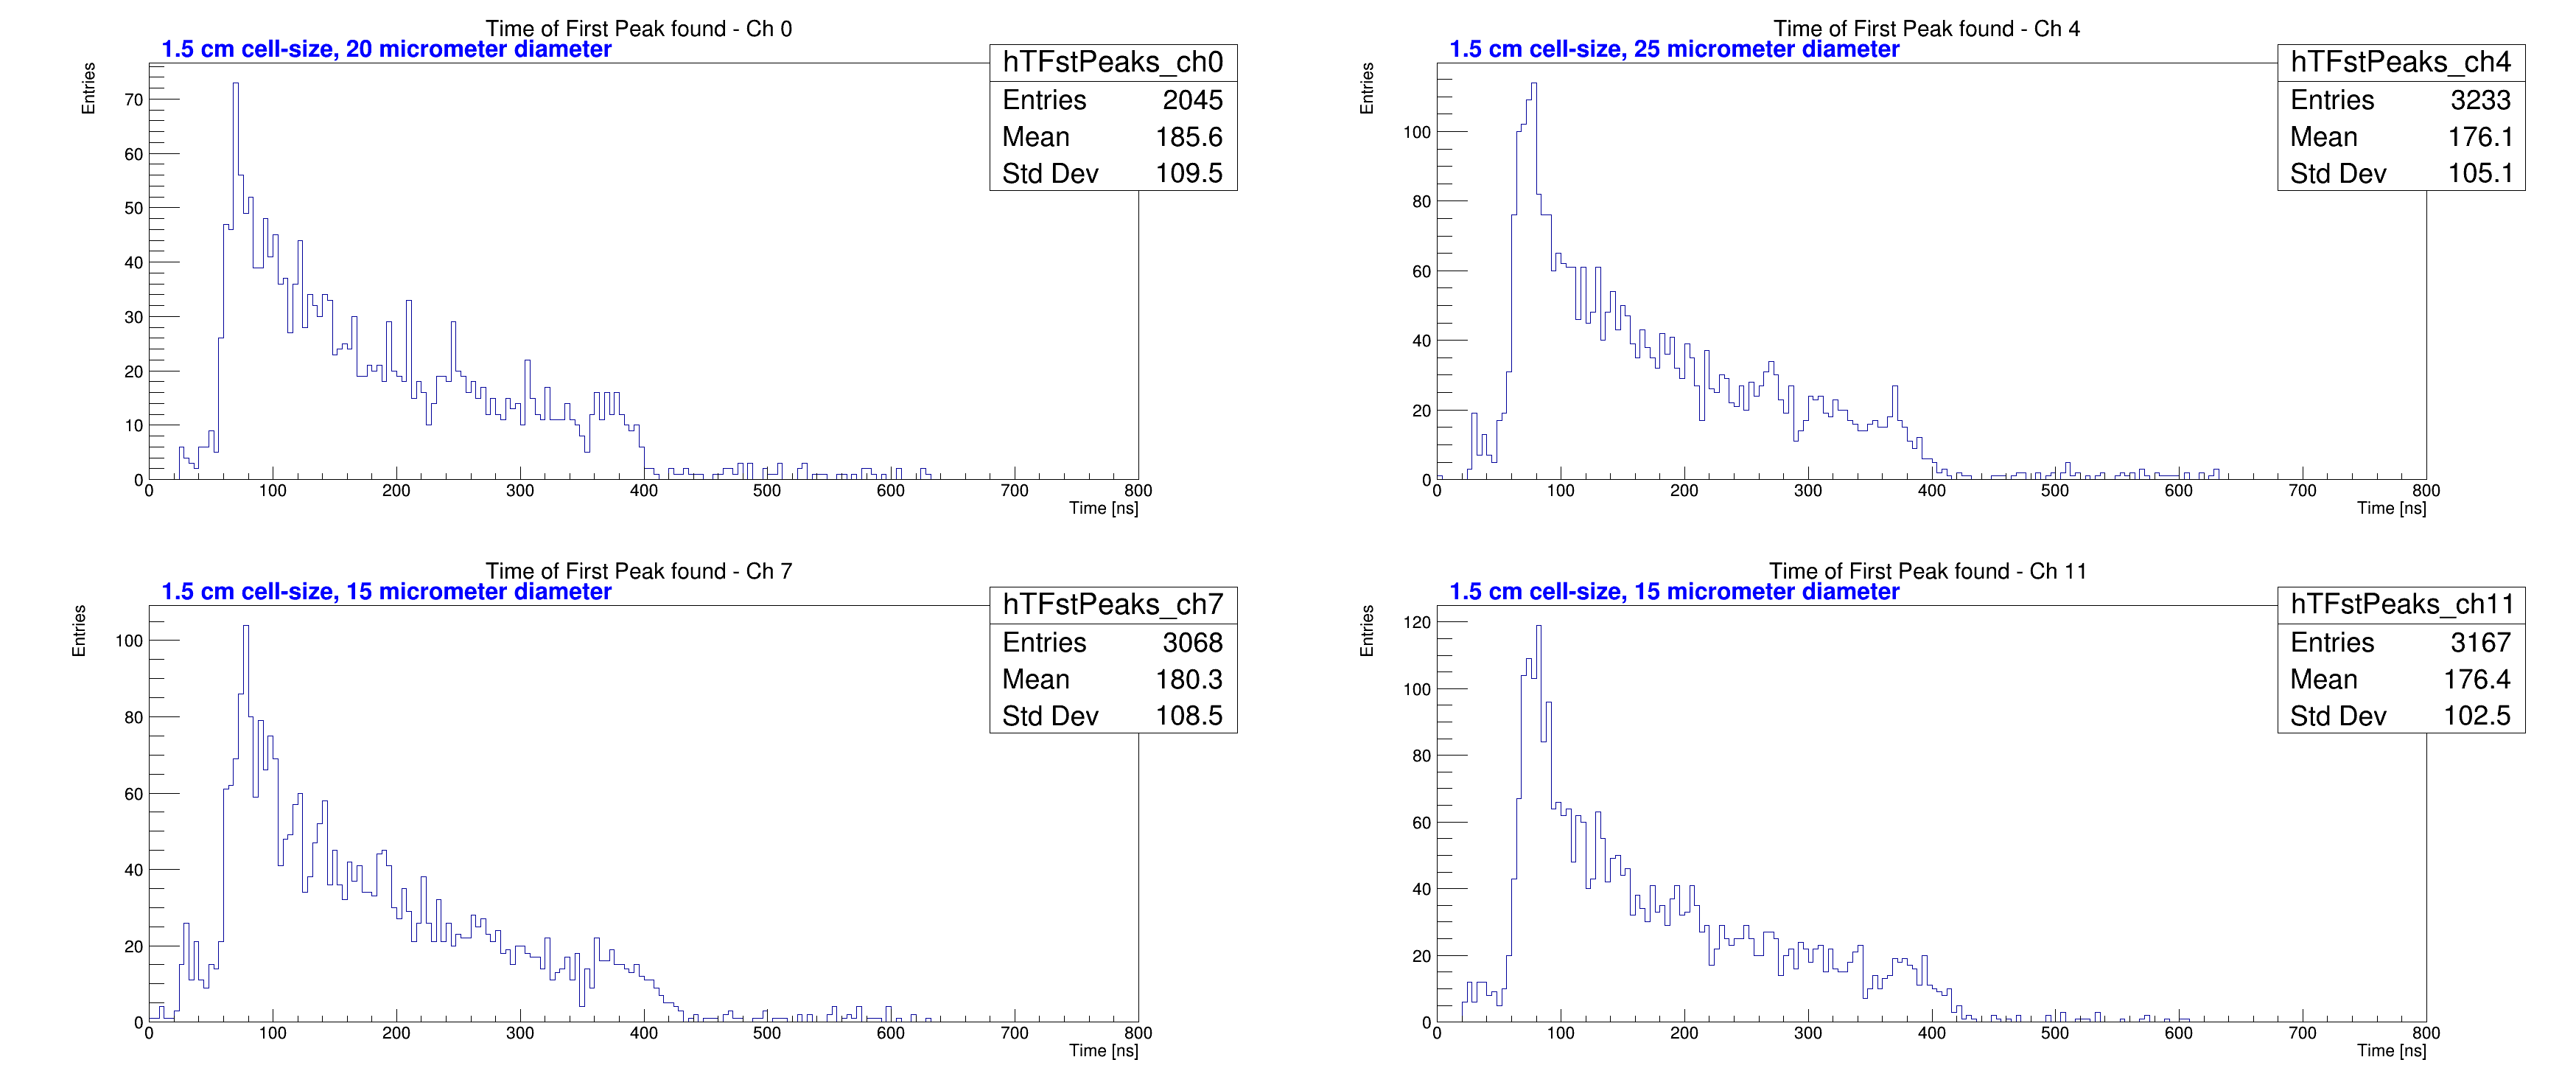 Time of First Peak found - Ch 0
1.5 cm cell-size, 20 micrometer diameter
hTFstPeaks_ch0
Entries 2045
Mean 185.6
Std Dev 109.5
Entries
70
60
50
40
30
20
10
0
0 100 200 300 400 500 600 700 800
Time [ns]
Time of First Peak found - Ch 4
1.5 cm cell-size, 25 micrometer diameter
hTFstPeaks_ch4
Entries 3233
Mean 176.1
Std Dev 105.1
Entries
100
80
60
40
20
0
0 100 200 300 400 500 600 700 800
Time [ns]
Time of First Peak found - Ch 7
1.5 cm cell-size, 15 micrometer diameter
hTFstPeaks_ch7
Entries 3068
Mean 180.3
Std Dev 108.5
Entries
100
80
60
40
20
0
0 100 200 300 400 500 600 700 800
Time [ns]
Time of First Peak found - Ch 11
1.5 cm cell-size, 15 micrometer diameter
hTFstPeaks_ch11
Entries 3167
Mean 176.4
Std Dev 102.5
Entries
120
100
80
60
40
20
0
0 100 200 300 400 500 600 700 800
Time [ns]